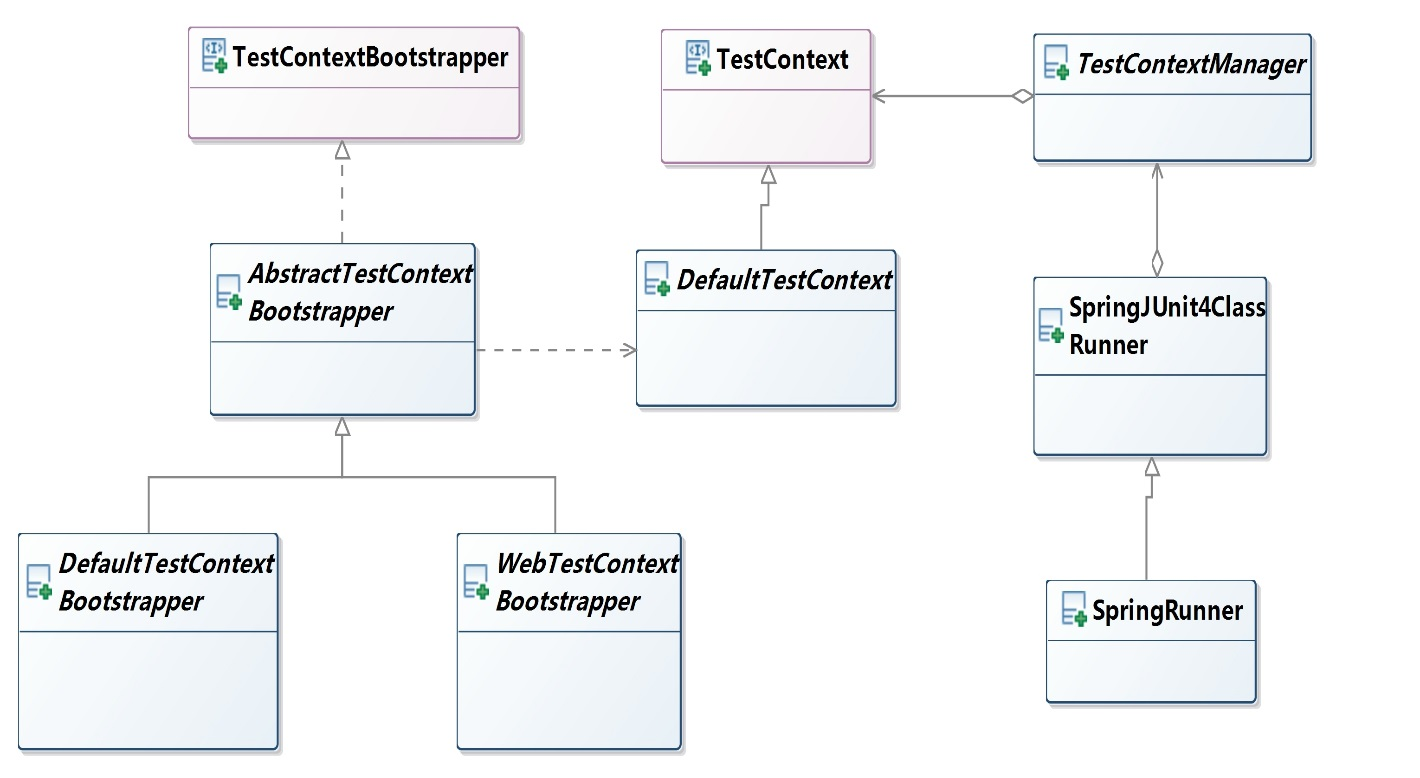 TestContextBootstrapper
TestContext
TestContextManager
AbstractTestContext
Bootstrapper
DefaultTestContext
SpringJUnit4Class
Runner
DefaultTestContext
Bootstrapper
WebTestContext
Bootstrapper
SpringRunner